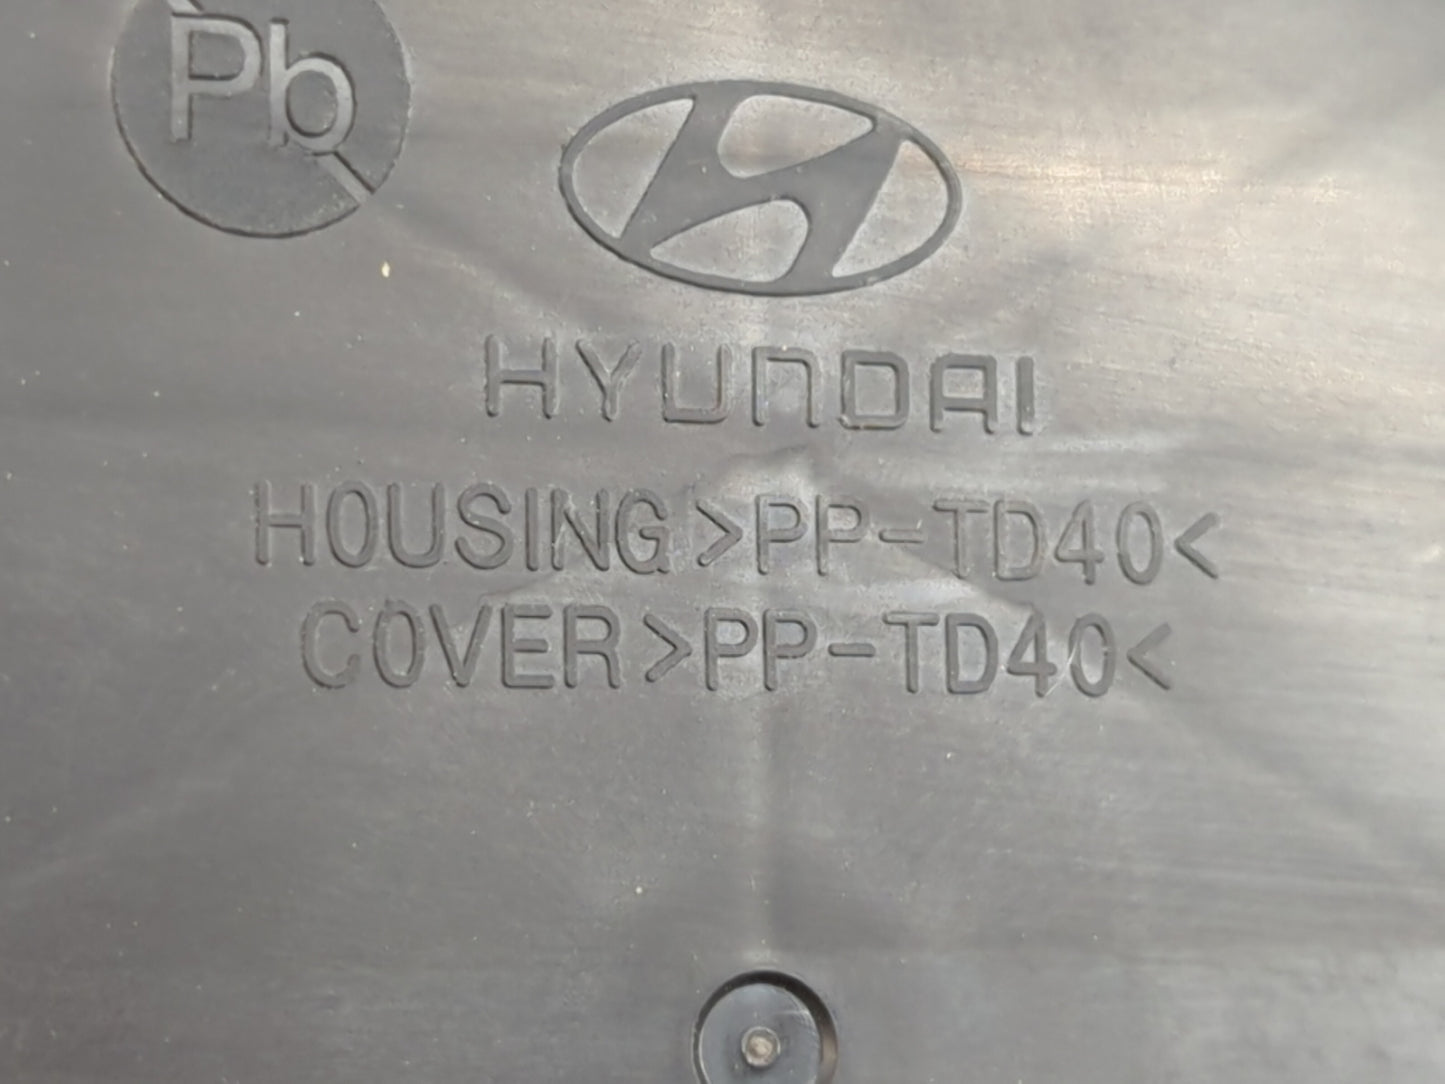 Pb
HYUNDAI
HOUSING >PP-TD40<
COVER >PP-TD40<